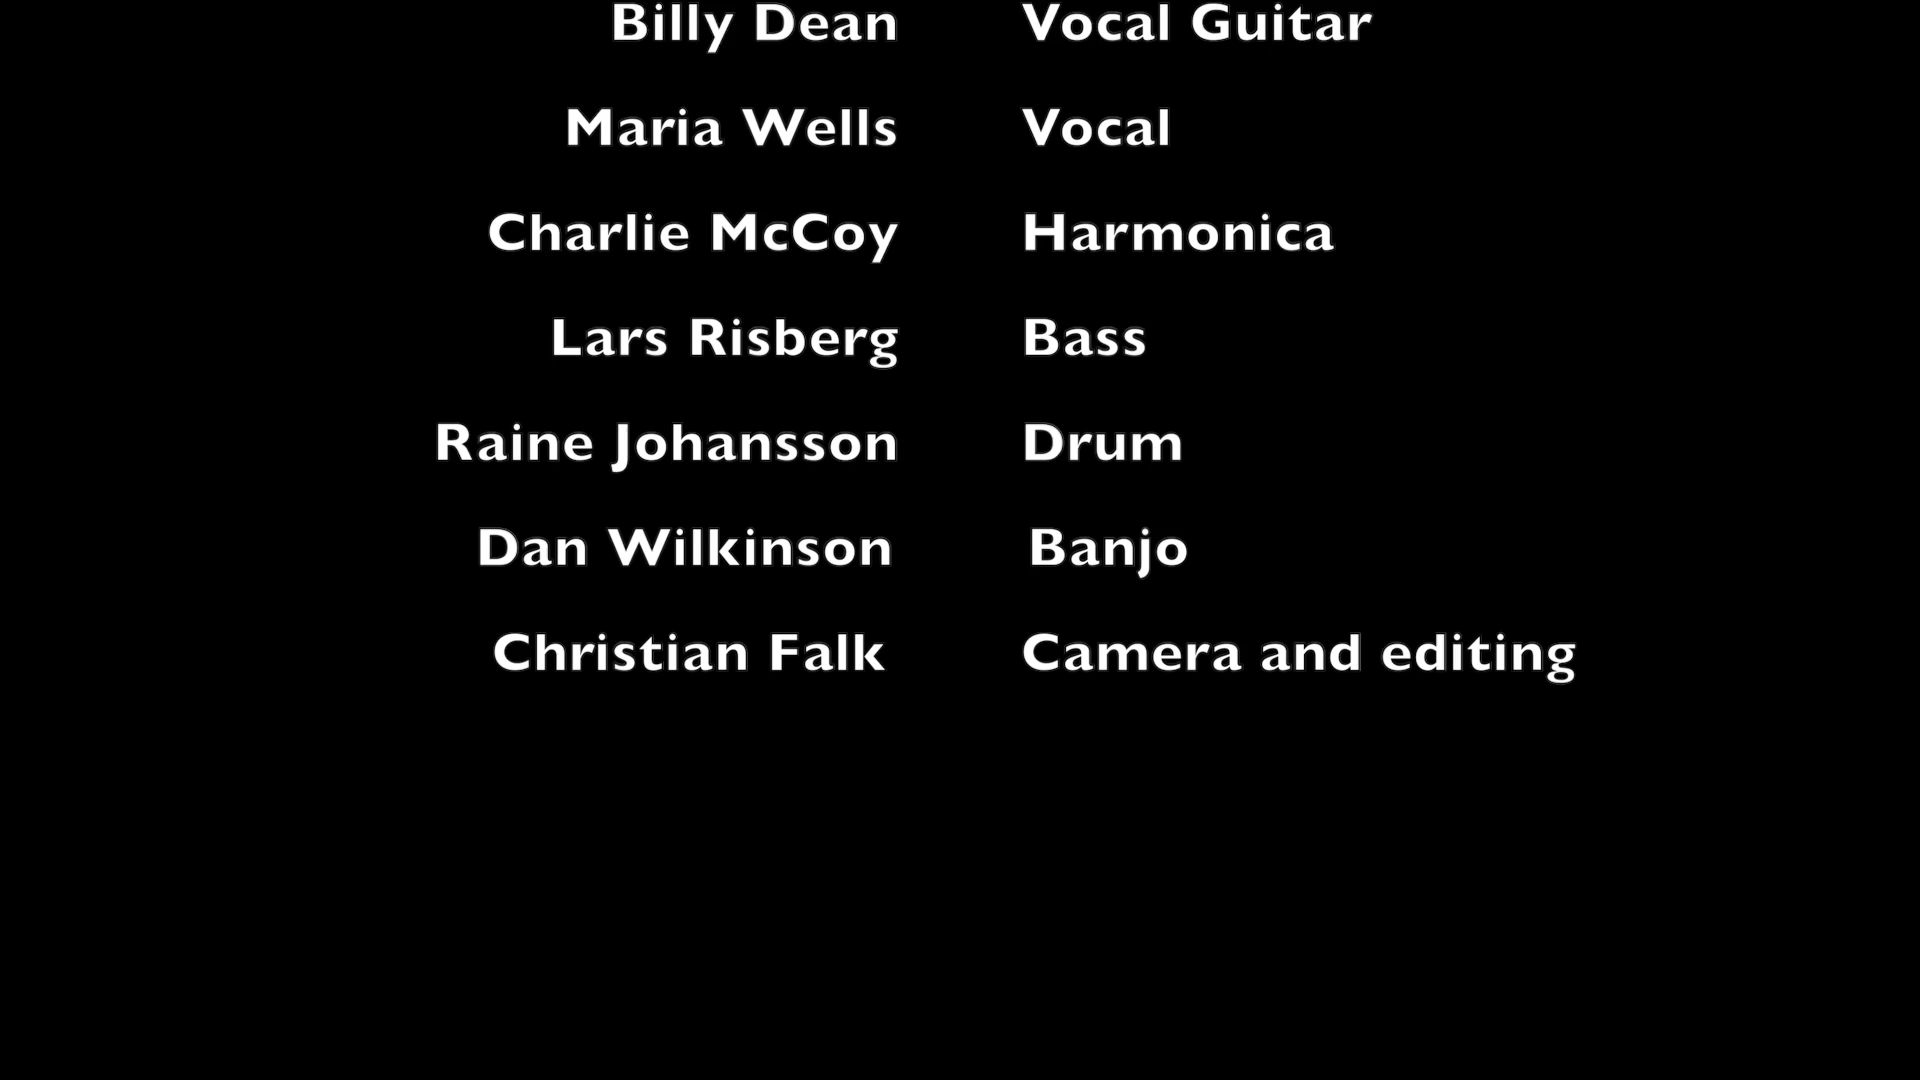 Billy Dean Vocal Guitar
Maria Wells Vocal
Charlie McCoy Harmonica
Lars Risberg Bass
Raine Johansson Drum
Dan Wilkinson Banjo
Christian Falk Camera and editing